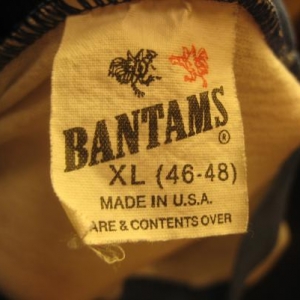 BANTAMS®
XL (46-48)
MADE IN U.S.A.
ARE & CONTENTS OVER